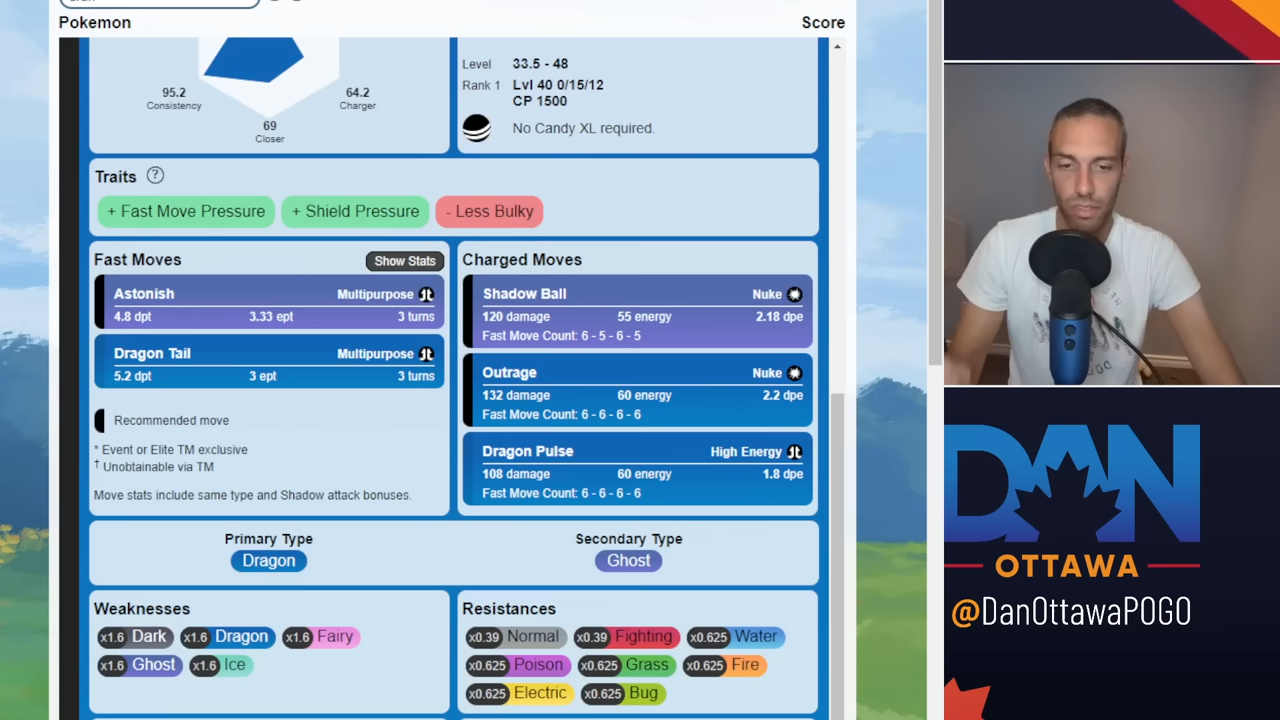 Pokemon
Score
95.2
Consistency
64.2
Charger
69
Closer
Level 33.5 - 48
Rank 1 Lvl 40 0/15/12
CP 1500
No Candy XL required.
Traits ?
+ Fast Move Pressure
+ Shield Pressure
- Less Bulky
Fast Moves
Show Stats
Astonish Multipurpose
4.8 dpt 3.33 ept 3 turns
Dragon Tail Multipurpose
5.2 dpt 3 ept 3 turns
Recommended move
* Event or Elite TM exclusive
† Unobtainable via TM
Move stats include same type and Shadow attack bonuses.
Charged Moves
Shadow Ball Nuke
120 damage 55 energy 2.18 dpe
Fast Move Count: 6 - 5 - 6 - 5
Outrage Nuke
132 damage 60 energy 2.2 dpe
Fast Move Count: 6 - 6 - 6 - 6
Dragon Pulse High Energy
108 damage 60 energy 1.8 dpe
Fast Move Count: 6 - 6 - 6 - 6
Primary Type
Dragon
Secondary Type
Ghost
Weaknesses
x1.6 Dark x1.6 Dragon x1.6 Fairy
x1.6 Ghost x1.6 Ice
Resistances
x0.39 Normal x0.39 Fighting x0.625 Water
x0.625 Poison x0.625 Grass x0.625 Fire
x0.625 Electric x0.625 Bug
DAN
OTTAWA
@DanOttawaPOGO